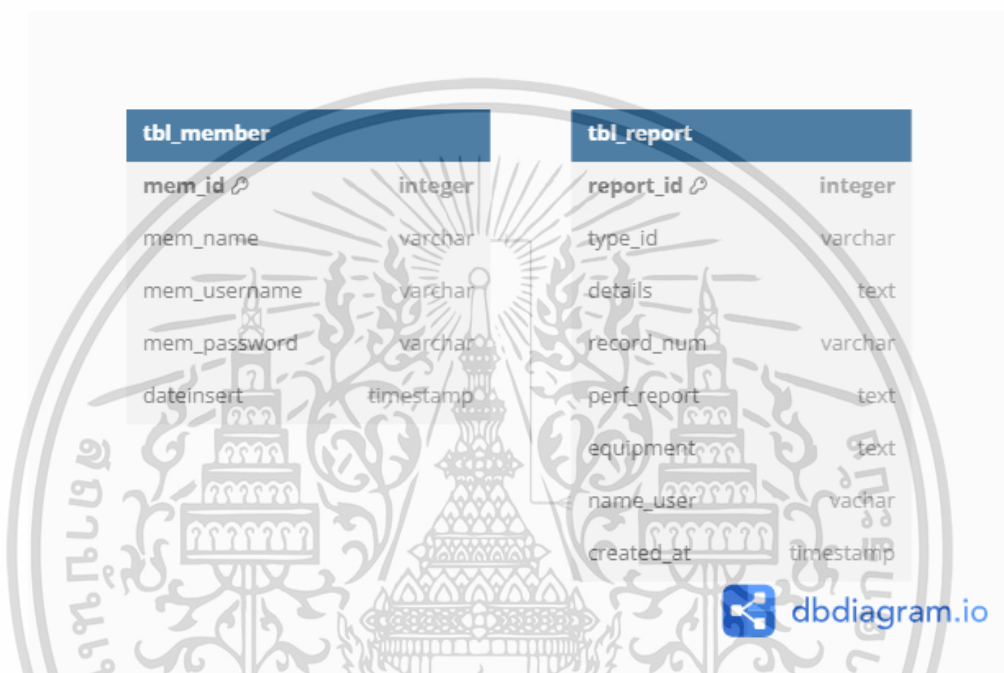 tbl_member
mem_id integer
mem_name varchar
mem_username varchar
mem_password varchar
dateinsert timestamp
tbl_report
report_id integer
type_id varchar
details text
record_num varchar
perf_report text
equipment text
name_user vachar
created_at timestamp
dbdiagram.io